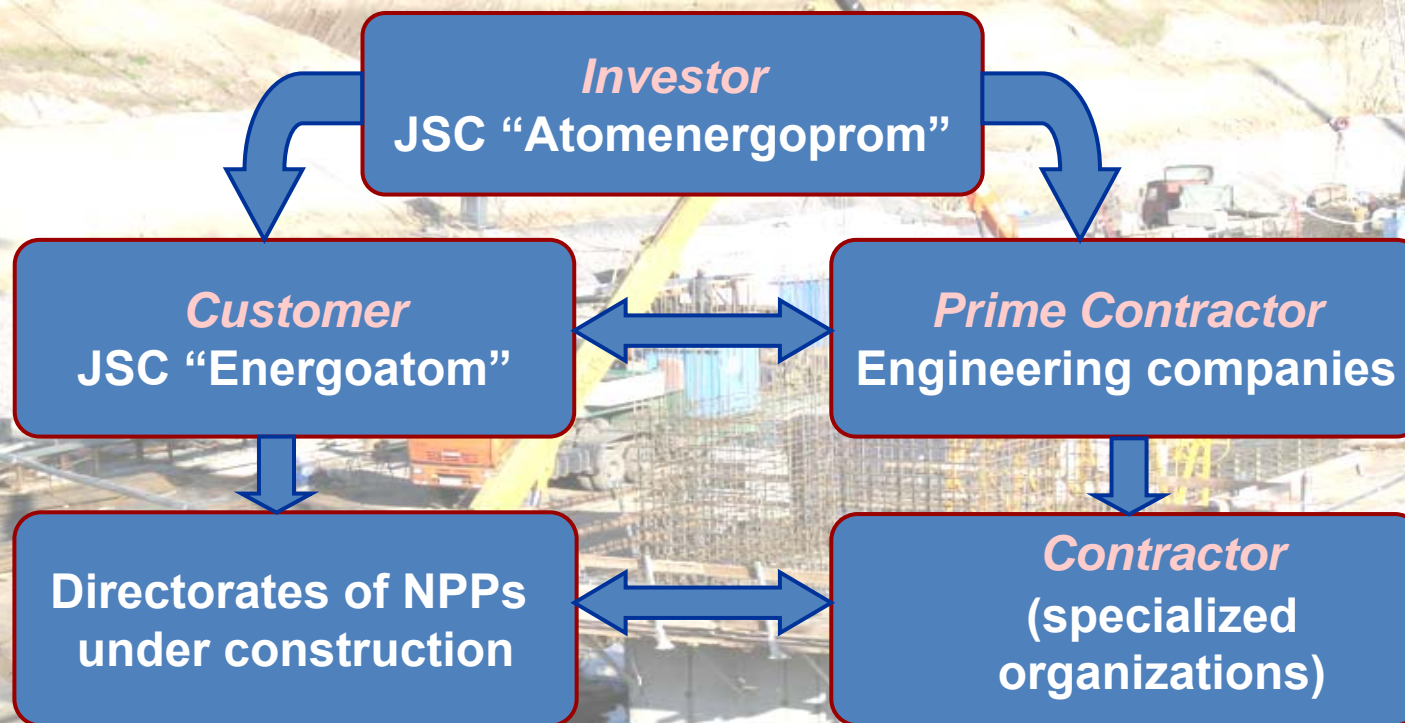 Investor
JSC “Atomenergoprom”
Customer
JSC “Energoatom”
Prime Contractor
Engineering companies
Directorates of NPPs
under construction
Contractor
(specialized
organizations)